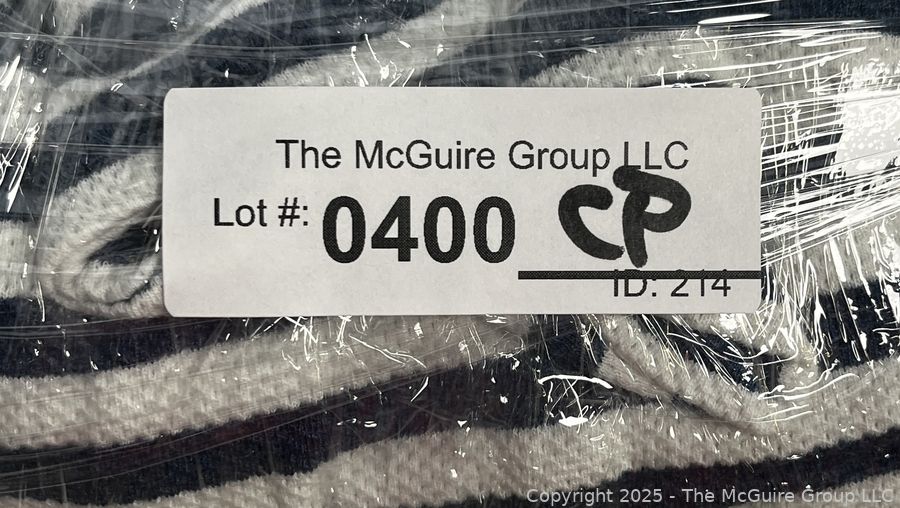 The McGuire Group LLC
Lot #: 0400 CP
ID: 214
Copyright 2025 - The McGuire Group LLC